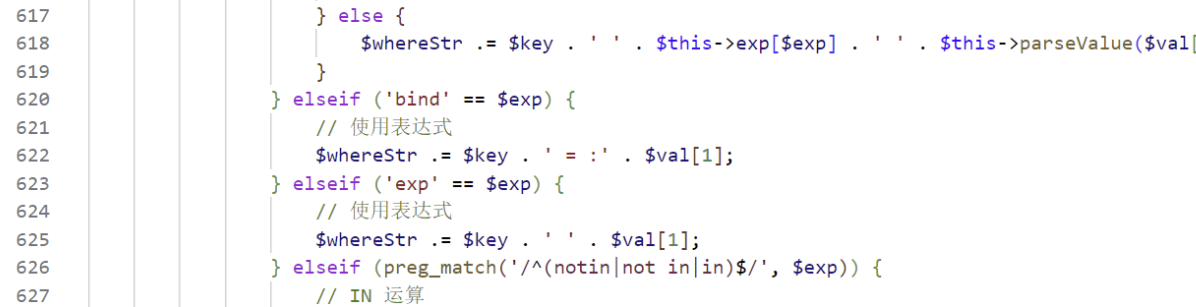 617 } else {
618 $whereStr .= $key . ' ' . $this->exp[$exp] . ' ' . $this->parseValue($val[
619 }
620 } elseif ('bind' == $exp) {
621 // 使用表达式
622 $whereStr .= $key . ' = :' . $val[1];
623 } elseif ('exp' == $exp) {
624 // 使用表达式
625 $whereStr .= $key . ' ' . $val[1];
626 } elseif (preg_match('/^(notin|not in|in)$/', $exp)) {
627 // IN 运算